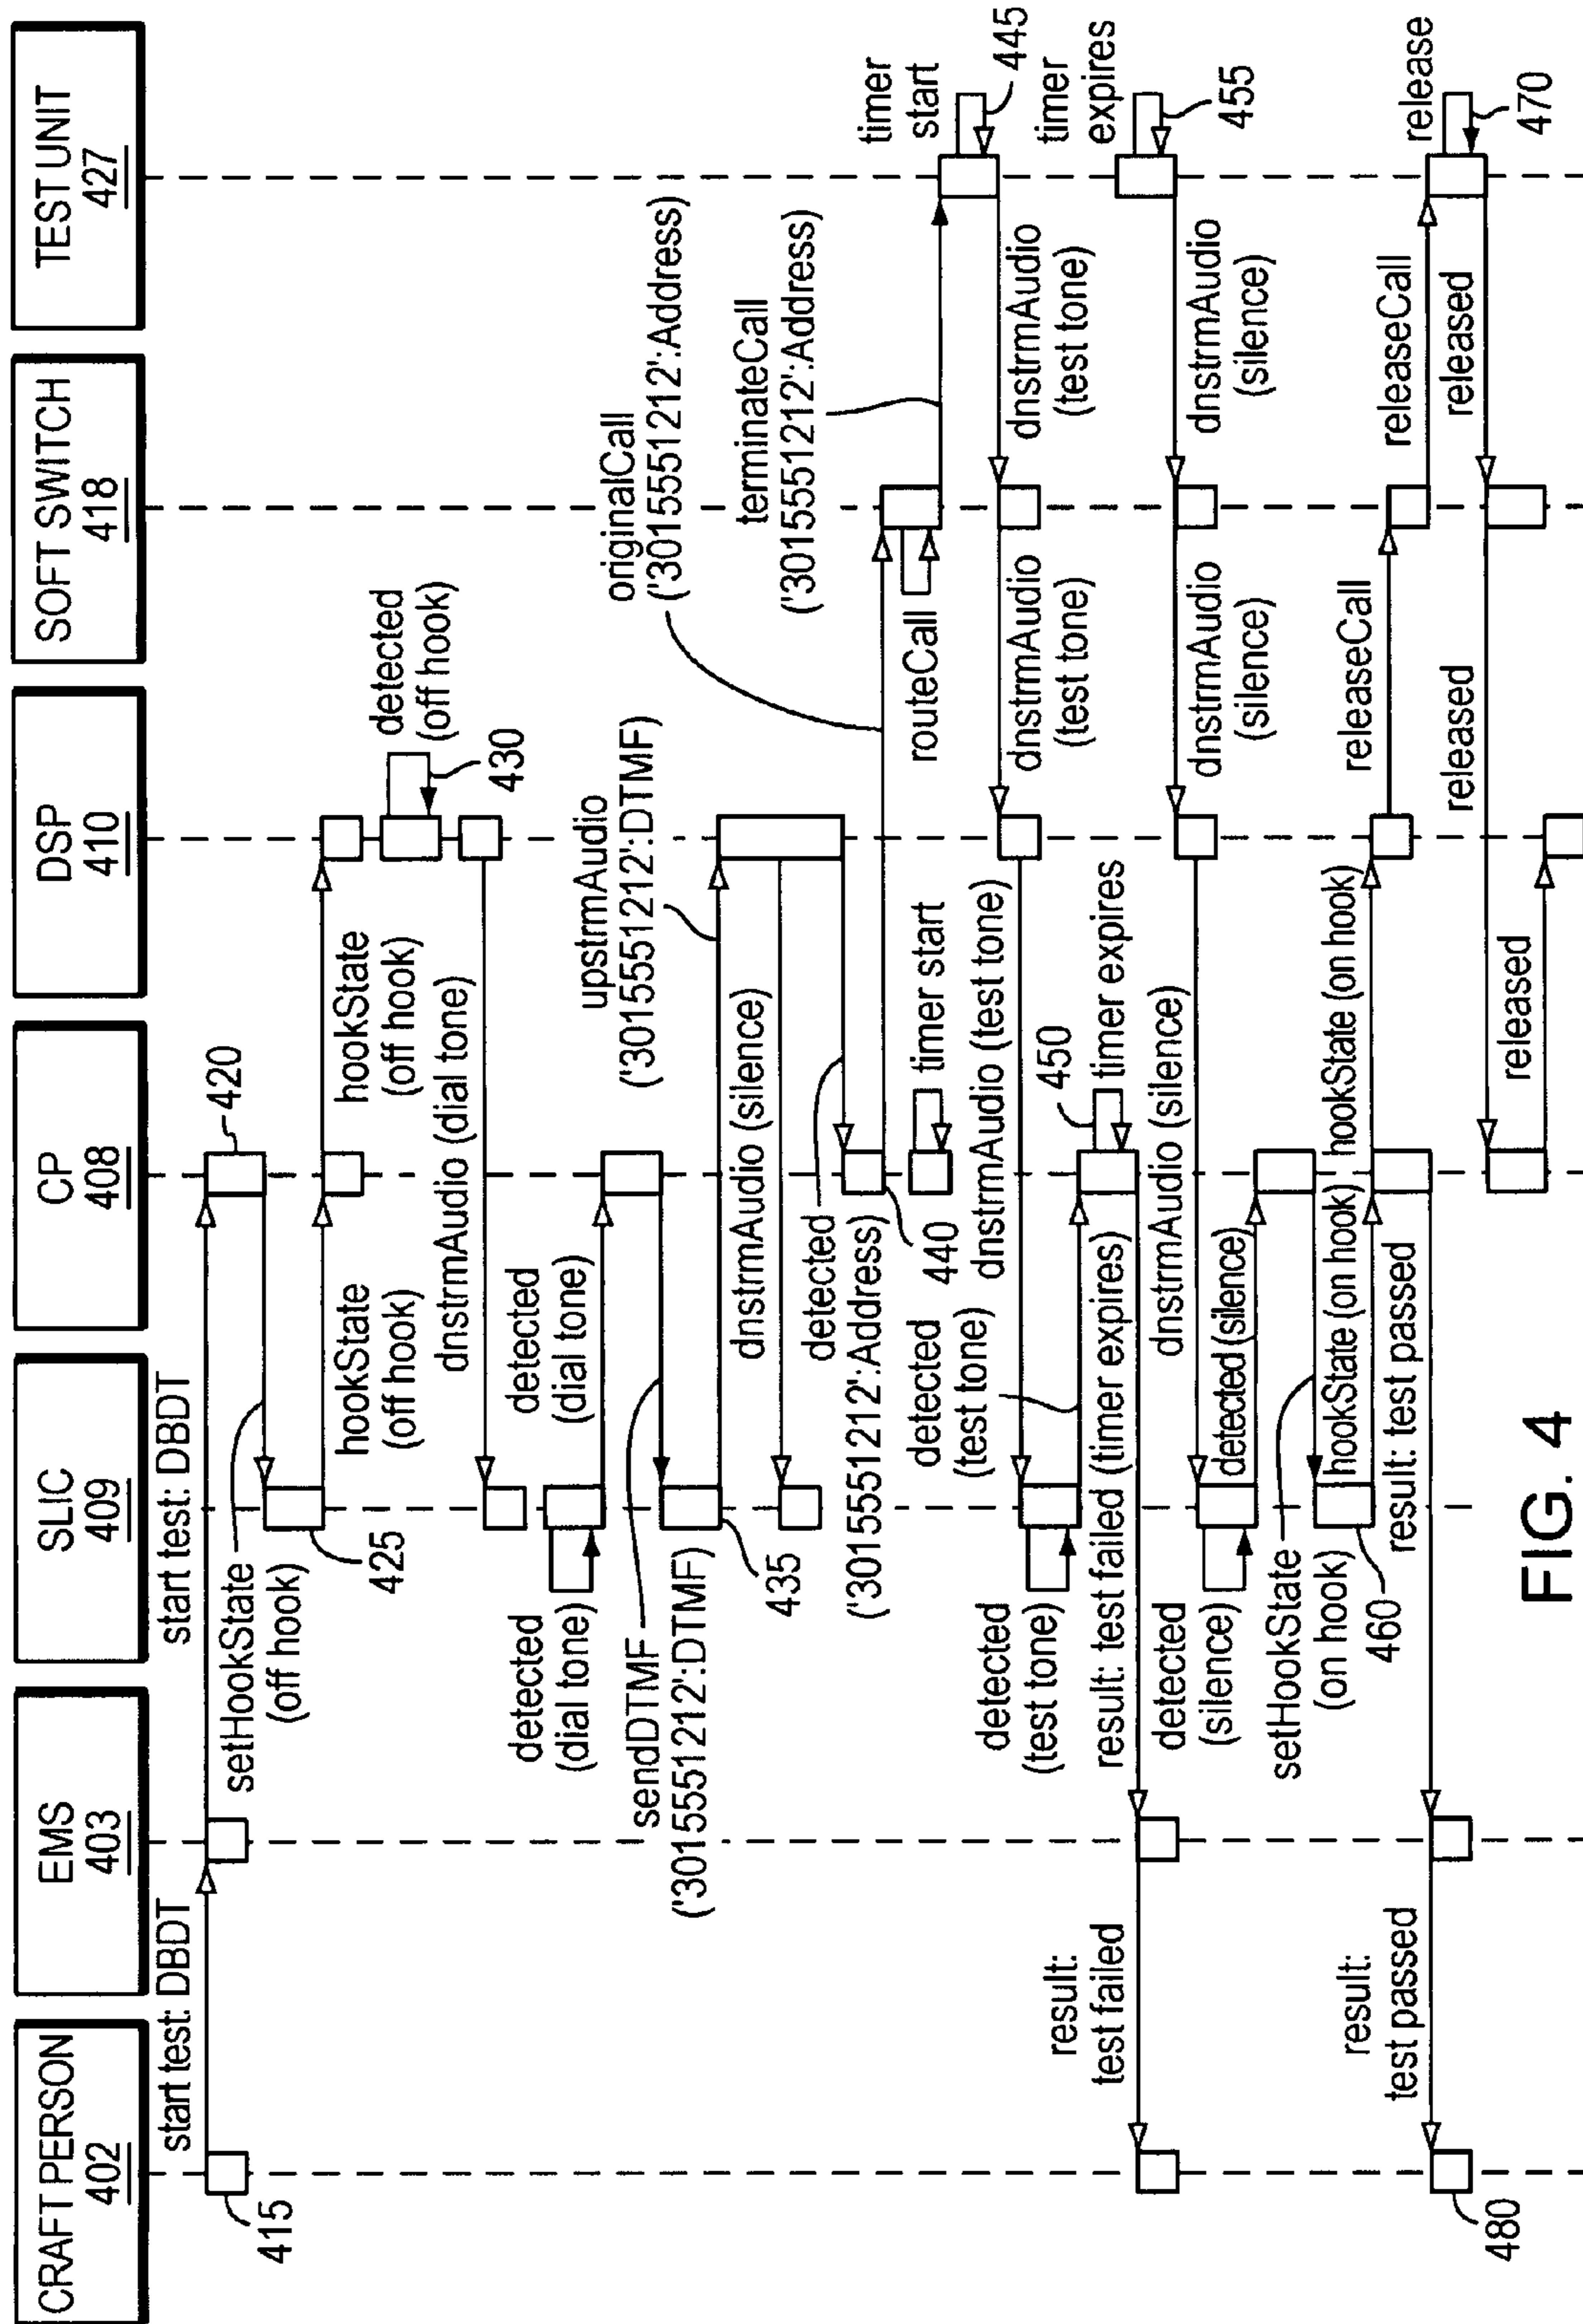 CRAFT PERSON
402
EMS
403
SLIC
409
CP
408
DSP
410
SOFT SWITCH
418
TEST UNIT
427
start test: DBDT
start test: DBDT
415
420
setHookState
(off hook)
425
hookState
(off hook)
hookState
(off hook)
detected
(off hook)
430
dnstrmAudio (dial tone)
detected
(dial tone)
detected
(dial tone)
sendDTMF
('3015551212':DTMF)
435
upstrmAudio
('3015551212':DTMF)
dnstrmAudio (silence)
detected
('3015551212':Address)
440
originalCall
('3015551212':Address)
routeCall
terminateCall
('3015551212':Address)
timer start
timer
start
445
dnstrmAudio
(test tone)
dnstrmAudio
(test tone)
dnstrmAudio (test tone)
detected
(test tone)
detected
(test tone)
450
timer expires
result: test failed (timer expires)
result:
test failed
timer
expires
455
dnstrmAudio
(silence)
dnstrmAudio
(silence)
dnstrmAudio (silence)
detected
(silence)
detected (silence)
setHookState
(on hook)
460
hookState (on hook)
hookState (on hook)
releaseCall
releaseCall
release
470
result: test passed
result:
test passed
480
released
released
released
FIG. 4